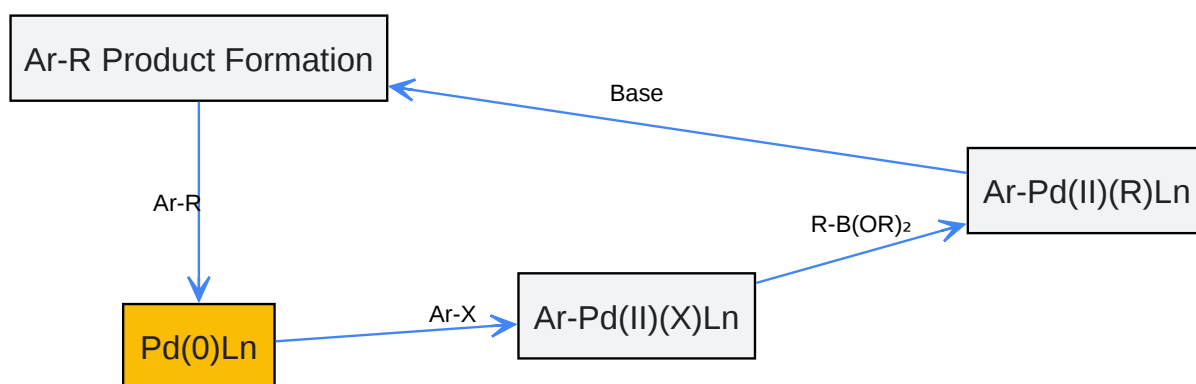 Ar-R Product Formation
Base
Ar-Pd(II)(R)Ln
Ar-R
R-B(OR)₂
Ar-X
Ar-Pd(II)(X)Ln
Pd(0)Ln